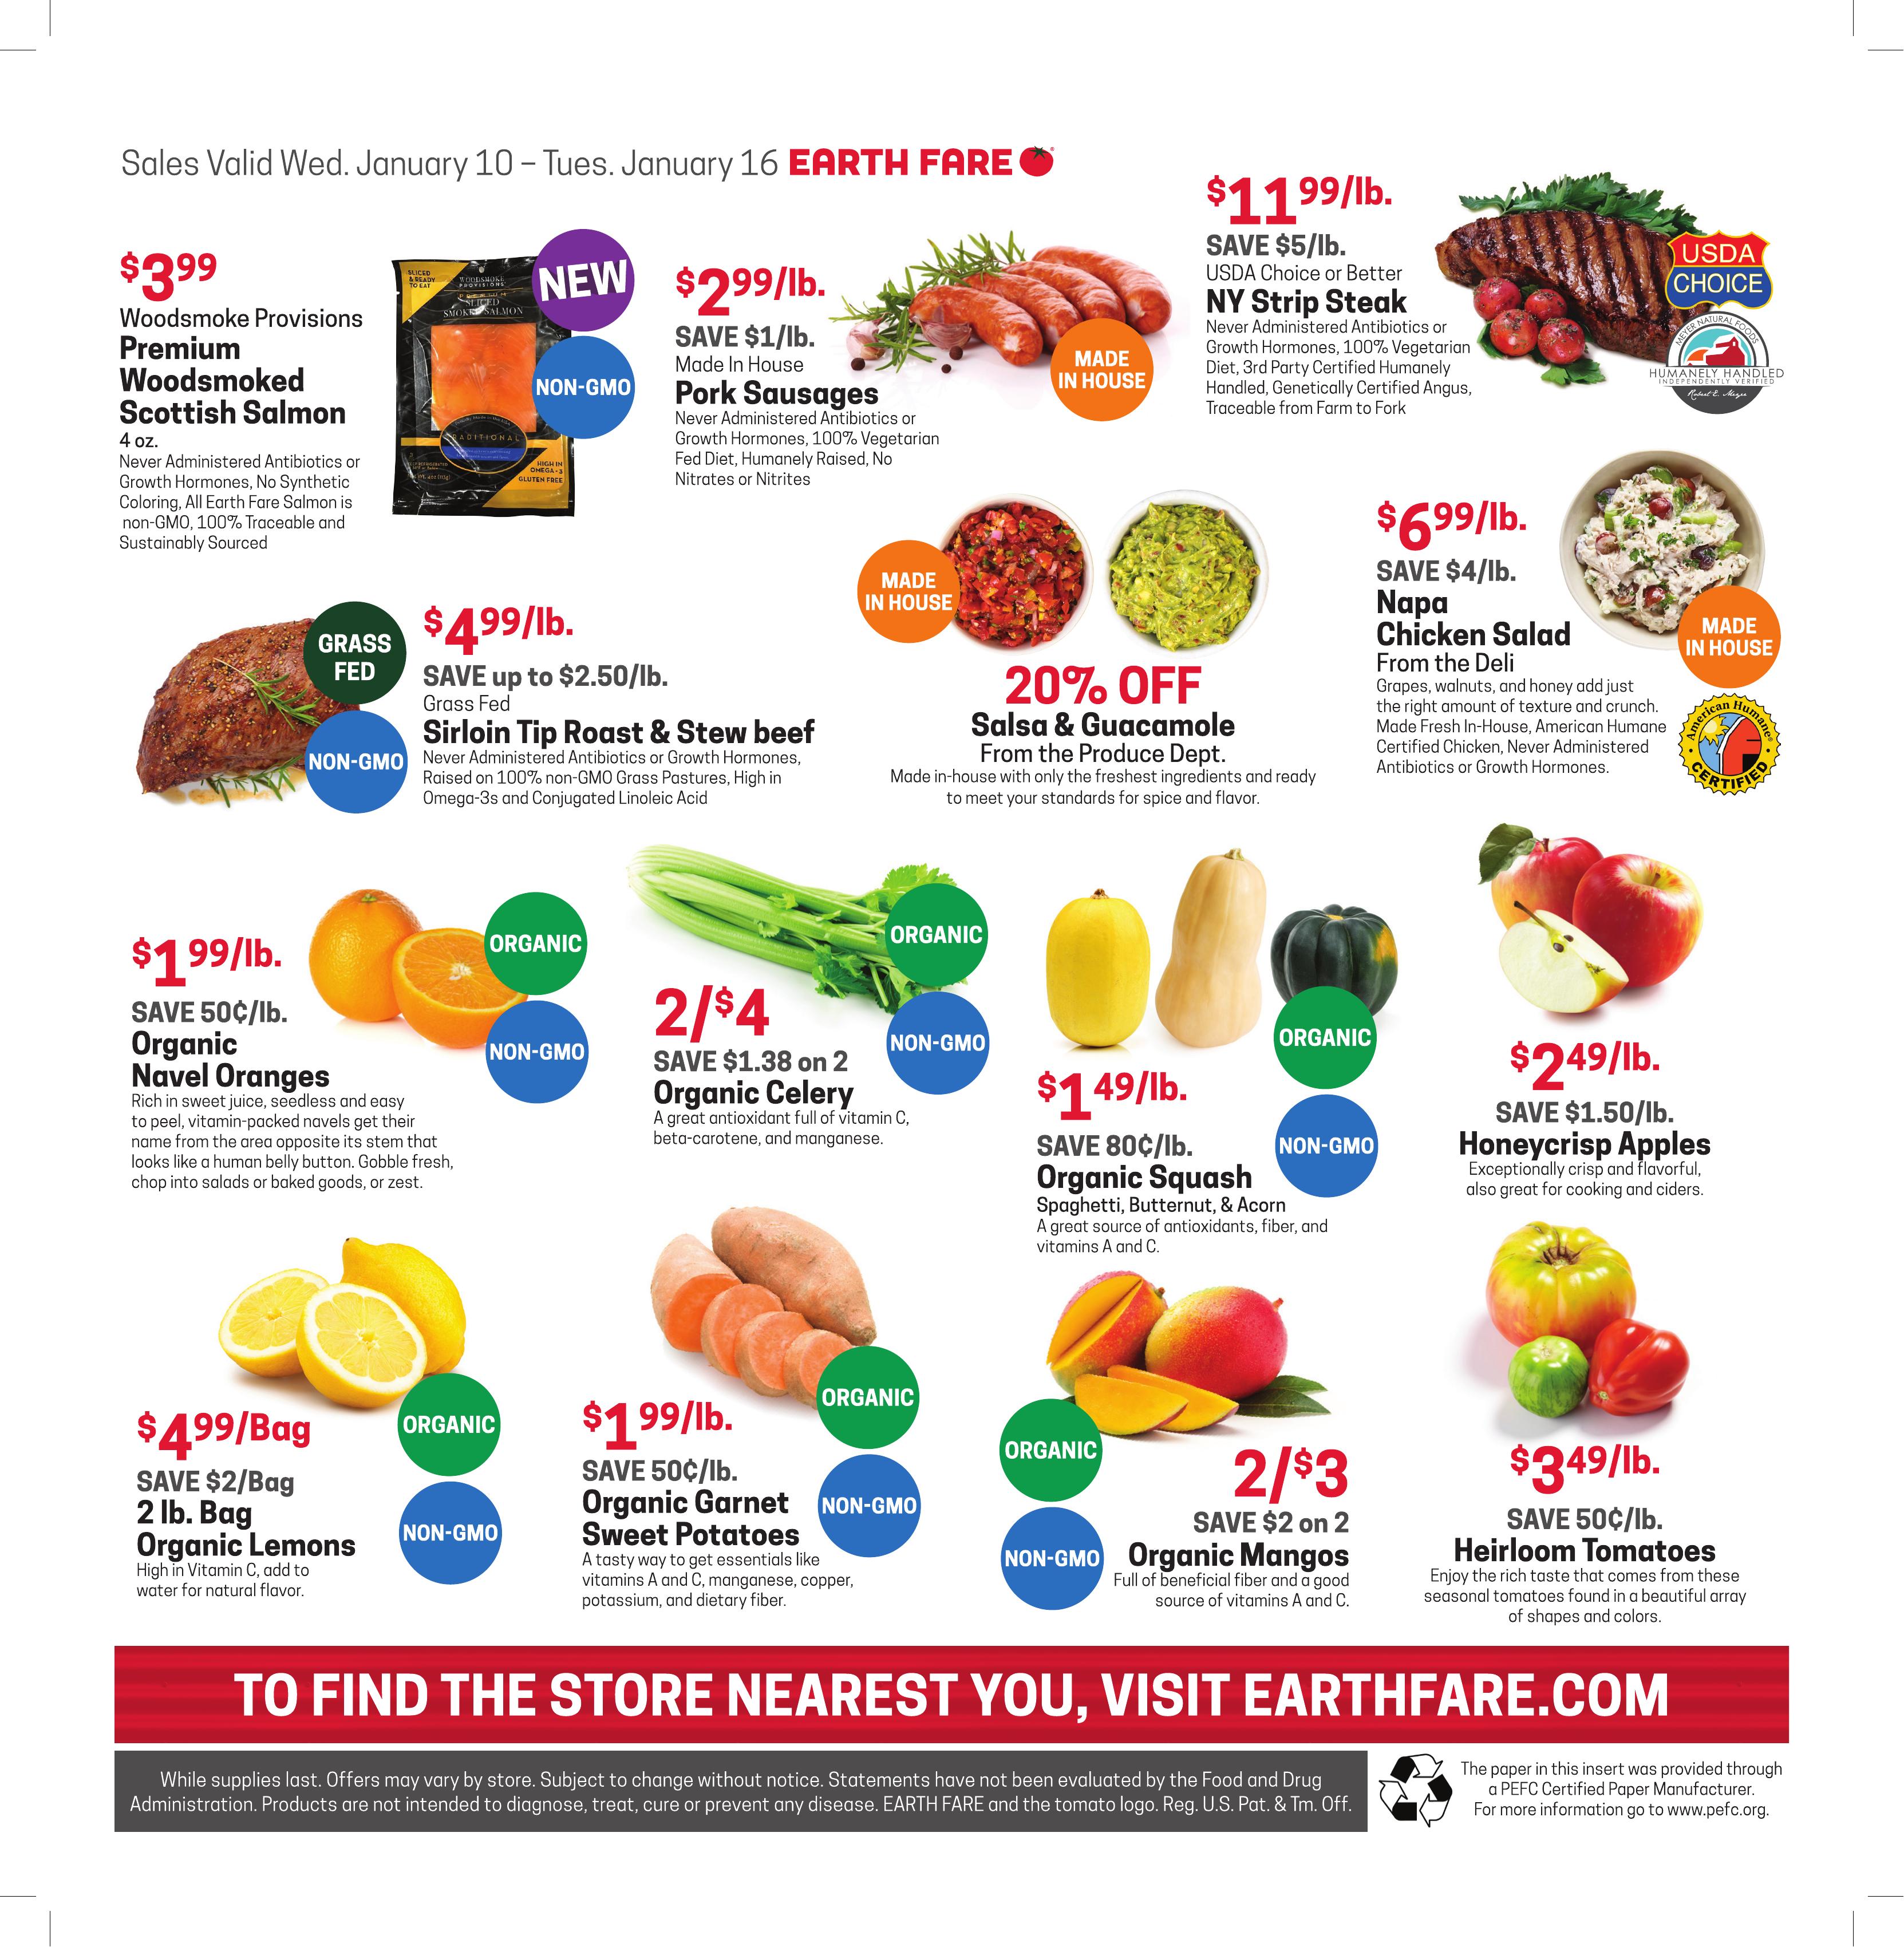 Sales Valid Wed. January 10 – Tues. January 16 EARTH FARE
$3.99
Woodsmoke Provisions
Premium
Woodsmoked
Scottish Salmon
4 oz.
Never Administered Antibiotics or
Growth Hormones, No Synthetic
Coloring, All Earth Fare Salmon is
non-GMO, 100% Traceable and
Sustainably Sourced
SLICED
& READY
TO EAT
WOODSMOKE
PROVISIONS
SLICED
SMOKED SALMON
TRADITIONAL
HIGH IN
OMEGA-3
GLUTEN FREE
NEW
NON-GMO
$2.99/lb.
SAVE $1/lb.
Made In House
Pork Sausages
Never Administered Antibiotics or
Growth Hormones, 100% Vegetarian
Fed Diet, Humanely Raised, No
Nitrates or Nitrites
MADE
IN HOUSE
$11.99/lb.
SAVE $5/lb.
USDA Choice or Better
NY Strip Steak
Never Administered Antibiotics or
Growth Hormones, 100% Vegetarian
Diet, 3rd Party Certified Humanely
Handled, Genetically Certified Angus,
Traceable from Farm to Fork
USDA
CHOICE
MEYER NATURAL FOODS
HUMANELY HANDLED
INDEPENDENTLY VERIFIED
Robert E. Meyer
GRASS
FED
NON-GMO
$4.99/lb.
SAVE up to $2.50/lb.
Grass Fed
Sirloin Tip Roast & Stew beef
Never Administered Antibiotics or Growth Hormones,
Raised on 100% non-GMO Grass Pastures, High in
Omega-3s and Conjugated Linoleic Acid
MADE
IN HOUSE
20% OFF
Salsa & Guacamole
From the Produce Dept.
Made in-house with only the freshest ingredients and ready
to meet your standards for spice and flavor.
$6.99/lb.
SAVE $4/lb.
Napa
Chicken Salad
From the Deli
Grapes, walnuts, and honey add just
the right amount of texture and crunch.
Made Fresh In-House, American Humane
Certified Chicken, Never Administered
Antibiotics or Growth Hormones.
MADE
IN HOUSE
American Humane
CERTIFIED
$1.99/lb.
SAVE 50¢/lb.
Organic
Navel Oranges
Rich in sweet juice, seedless and easy
to peel, vitamin-packed navels get their
name from the area opposite its stem that
looks like a human belly button. Gobble fresh,
chop into salads or baked goods, or zest.
ORGANIC
NON-GMO
2/$4
SAVE $1.38 on 2
Organic Celery
A great antioxidant full of vitamin C,
beta-carotene, and manganese.
ORGANIC
NON-GMO
$1.49/lb.
SAVE 80¢/lb.
Organic Squash
Spaghetti, Butternut, & Acorn
A great source of antioxidants, fiber, and
vitamins A and C.
ORGANIC
NON-GMO
$2.49/lb.
SAVE $1.50/lb.
Honeycrisp Apples
Exceptionally crisp and flavorful,
also great for cooking and ciders.
$4.99/Bag
SAVE $2/Bag
2 lb. Bag
Organic Lemons
High in Vitamin C, add to
water for natural flavor.
ORGANIC
NON-GMO
$1.99/lb.
SAVE 50¢/lb.
Organic Garnet
Sweet Potatoes
A tasty way to get essentials like
vitamins A and C, manganese, copper,
potassium, and dietary fiber.
ORGANIC
NON-GMO
ORGANIC
NON-GMO
2/$3
SAVE $2 on 2
Organic Mangos
Full of beneficial fiber and a good
source of vitamins A and C.
$3.49/lb.
SAVE 50¢/lb.
Heirloom Tomatoes
Enjoy the rich taste that comes from these
seasonal tomatoes found in a beautiful array
of shapes and colors.
TO FIND THE STORE NEAREST YOU, VISIT EARTHFARE.COM
While supplies last. Offers may vary by store. Subject to change without notice. Statements have not been evaluated by the Food and Drug
Administration. Products are not intended to diagnose, treat, cure or prevent any disease. EARTH FARE and the tomato logo. Reg. U.S. Pat. & Tm. Off.
The paper in this insert was provided through
a PEFC Certified Paper Manufacturer.
For more information go to www.pefc.org.